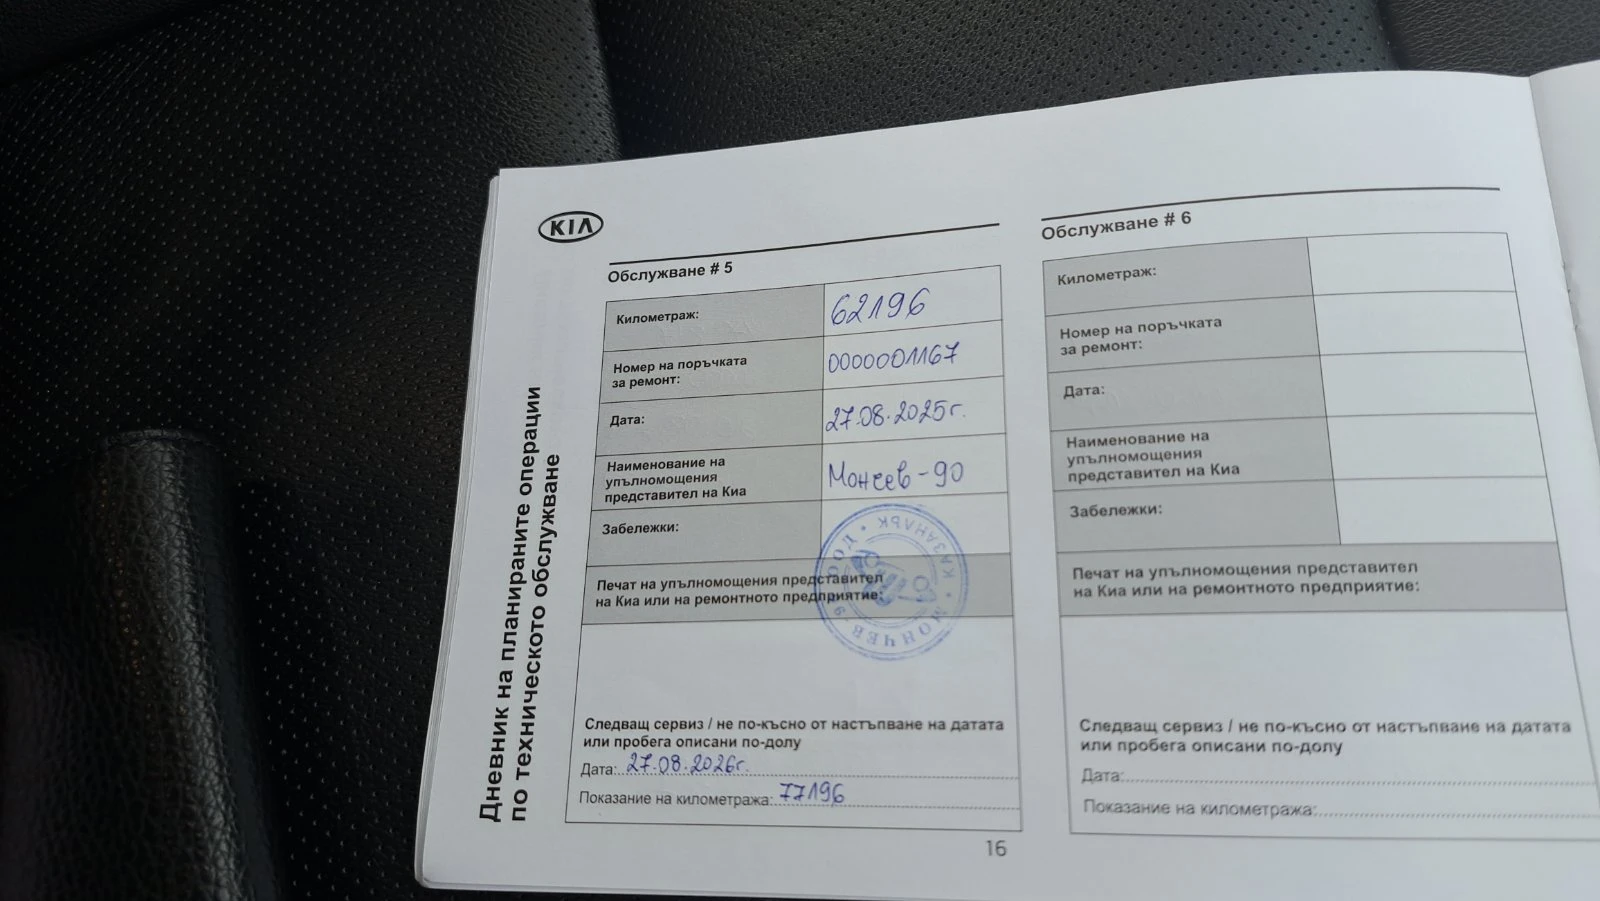 KIA
Дневник на планираните операции
по техническото обслужване
Обслужване # 5
Километраж: 62196
Номер на поръчката
за ремонт: 0000001167
Дата: 27.08.2025г.
Наименование на
упълномощения
представител на Киа
Мончев-90
Забележки:
Печат на упълномощения представител
на Киа или на ремонтното предприятие:
КАЗАНЛЪК
МОНЧЕВ
Следващ сервиз / не по-късно от настъпване на датата
или пробега описани по-долу
Дата: 27.08.2026г.
Показание на километража: 77196
16
Обслужване # 6
Километраж:
Номер на поръчката
за ремонт:
Дата:
Наименование на
упълномощения
представител на Киа
Забележки:
Печат на упълномощения представител
на Киа или на ремонтното предприятие:
Следващ сервиз / не по-късно от настъпване на датата
или пробега описани по-долу
Дата:
Показание на километража: